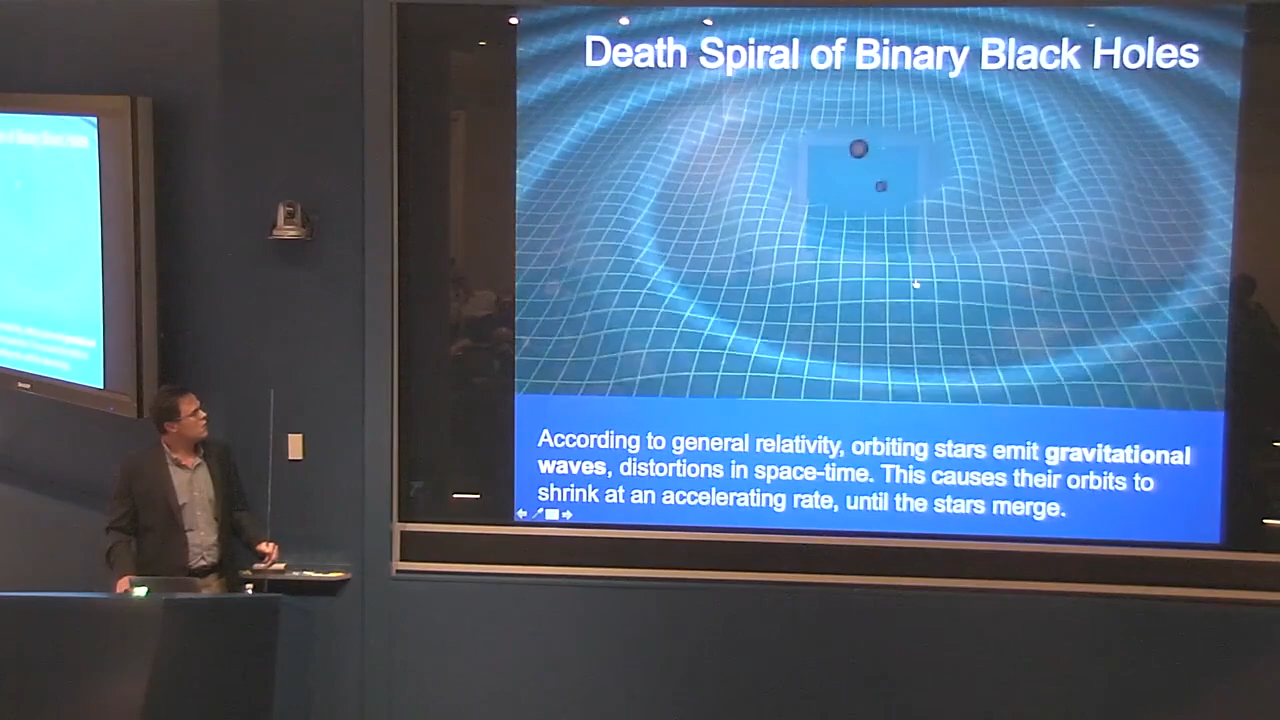 Death Spiral of Binary Black Holes
According to general relativity, orbiting stars emit gravitational
waves, distortions in space-time. This causes their orbits to
shrink at an accelerating rate, until the stars merge.